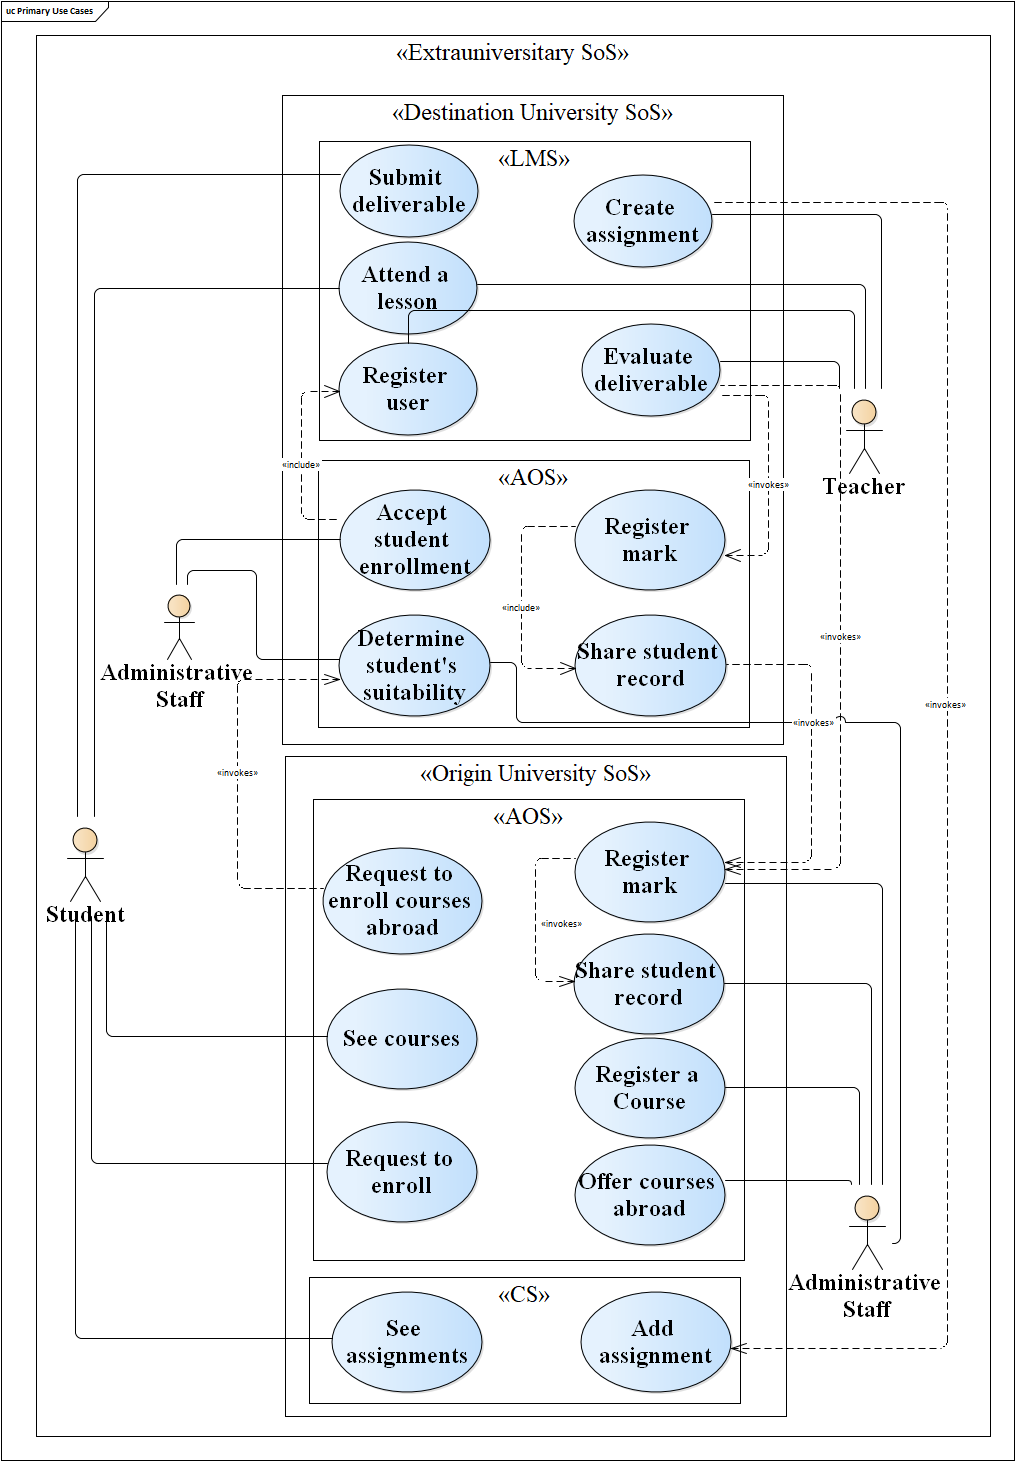 uc Primary Use Cases
«Extrauniversitary SoS»
«Destination University SoS»
«LMS»
Submit
deliverable
Create
assignment
Attend a
lesson
Register
user
Evaluate
deliverable
«include»
«AOS»
«invokes»
Teacher
Accept
student
enrollment
Register
mark
«include»
Administrative
Staff
Determine
student's
suitability
Share student
record
«invokes»
«invokes»
«invokes»
«invokes»
«Origin University SoS»
«AOS»
Student
Request to
enroll courses
abroad
Register
mark
«invokes»
Share student
record
See courses
Register a
Course
Request to
enroll
Offer courses
abroad
Administrative
Staff
«CS»
See
assignments
Add
assignment